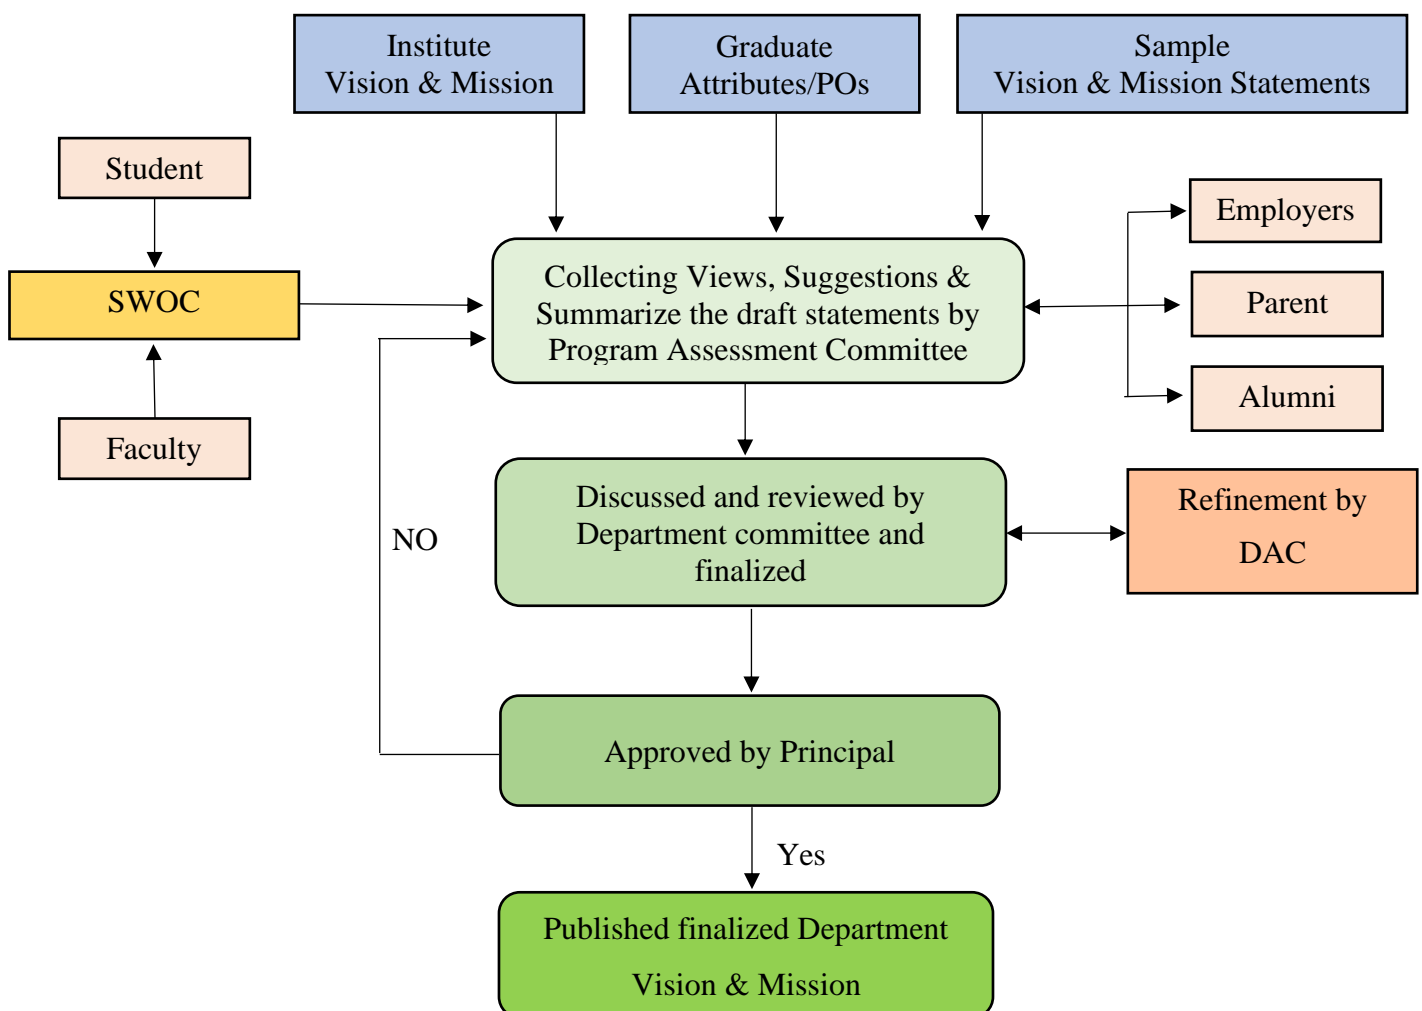 Institute
Vision & Mission
Graduate
Attributes/POs
Sample
Vision & Mission Statements
Student
SWOC
Faculty
Collecting Views, Suggestions &
Summarize the draft statements by
Program Assessment Committee
Employers
Parent
Alumni
Discussed and reviewed by
Department committee and
finalized
Refinement by
DAC
NO
Approved by Principal
Yes
Published finalized Department
Vision & Mission